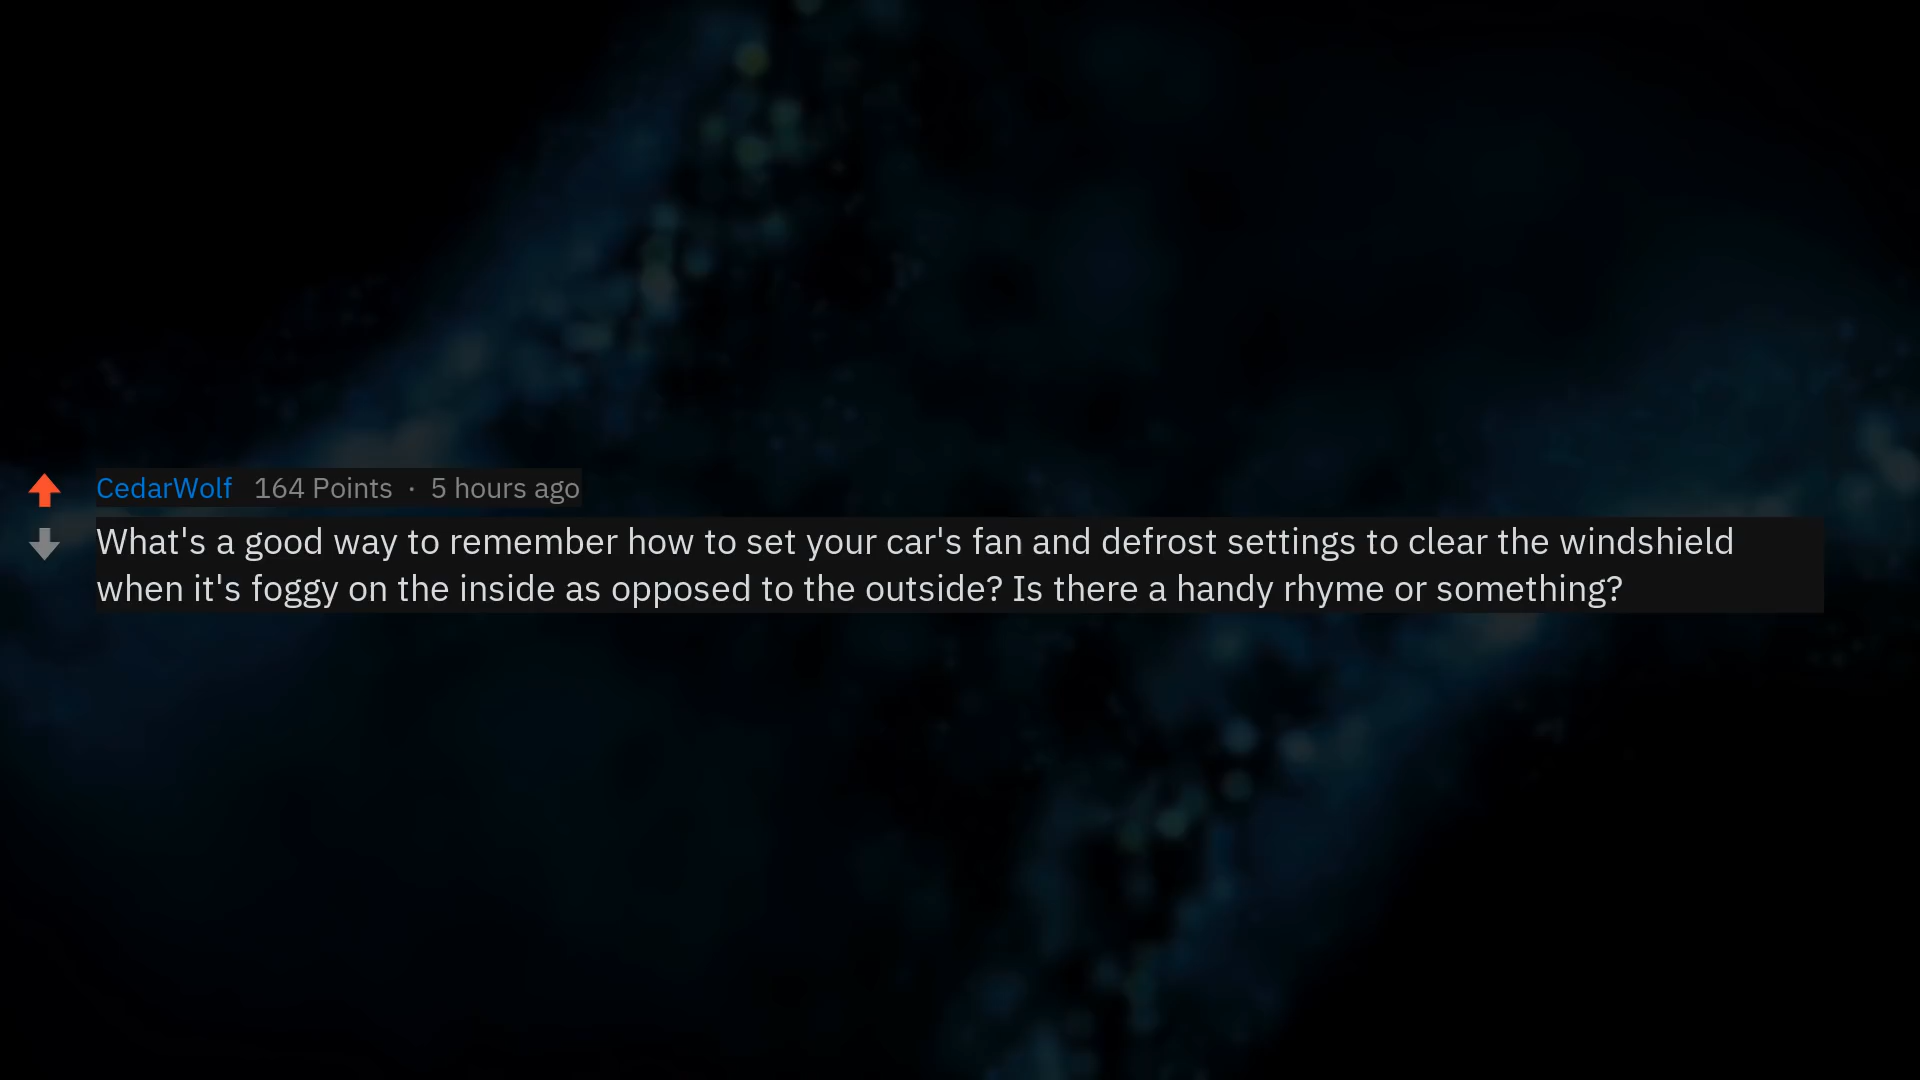 CedarWolf 164 Points · 5 hours ago
What's a good way to remember how to set your car's fan and defrost settings to clear the windshield
when it's foggy on the inside as opposed to the outside? Is there a handy rhyme or something?